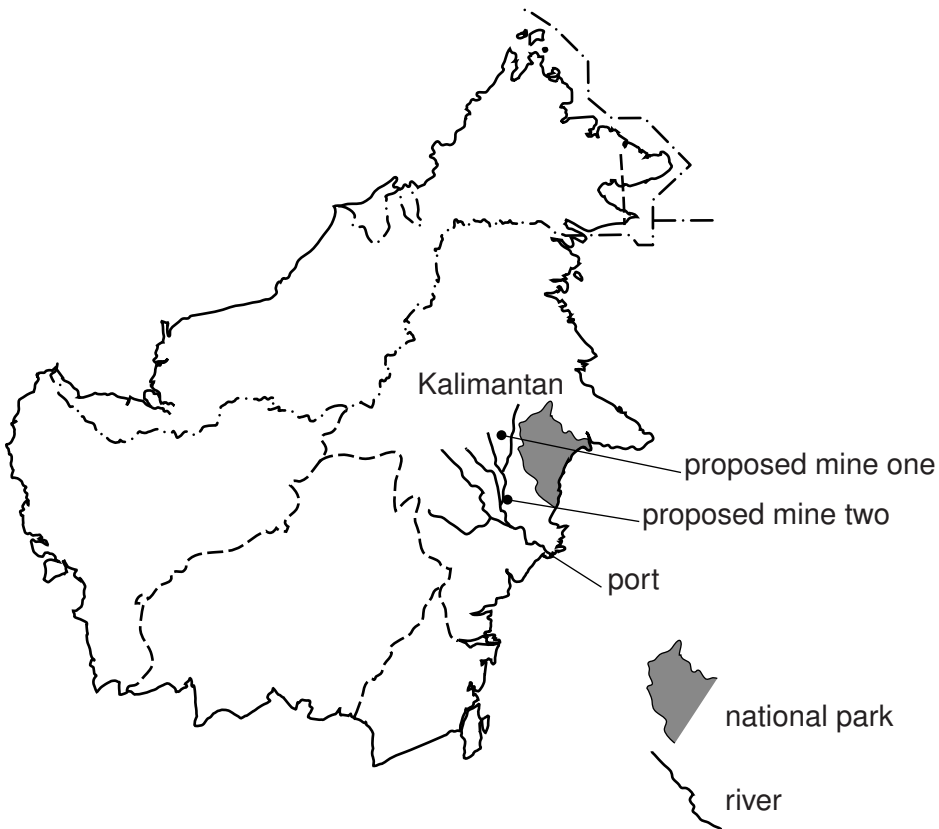 Kalimantan
proposed mine one
proposed mine two
port
national park
river